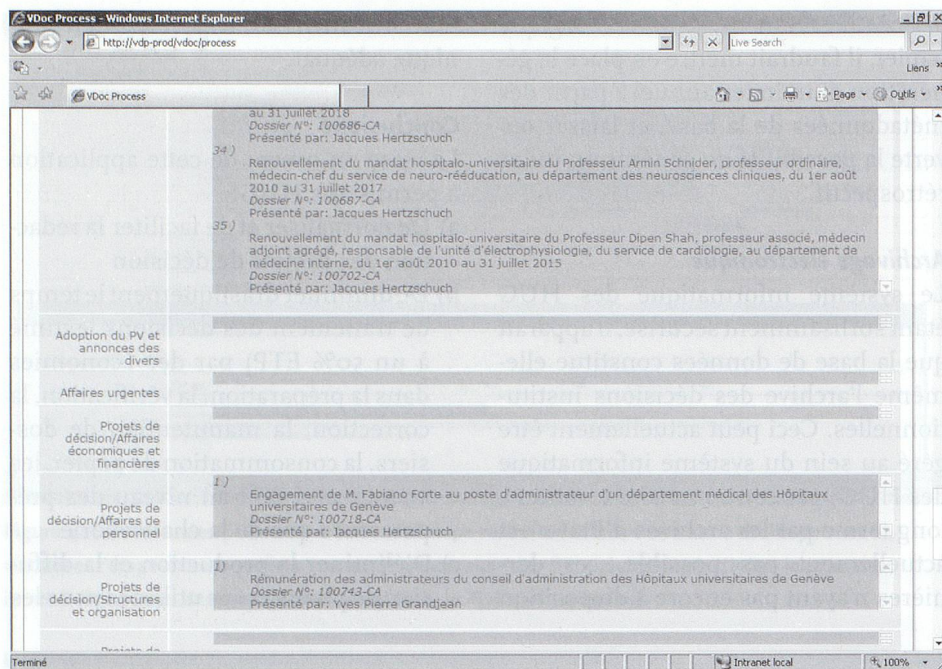 VDoc Process - Windows Internet Explorer
http://vdp-prod/vdoc/process
Live Search
Liens
VDoc Process
Page
Outils
au 31 juillet 2018
Dossier N°: 100686-CA
Présenté par: Jacques Hertzschuch
34.)
Renouvellement du mandat hospitalo-universitaire du Professeur Armin Schnider, professeur ordinaire,
médecin-chef du service de neuro-rééducation, au département des neurosciences cliniques, du 1er août
2010 au 31 juillet 2017
Dossier N°: 100687-CA
Présenté par: Jacques Hertzschuch
35.)
Renouvellement du mandat hospitalo-universitaire du Professeur Dipen Shah, professeur associé, médecin
adjoint agrégé, responsable de l'unité d'électrophysiologie, du service de cardiologie, au département de
médecine interne, du 1er août 2010 au 31 juillet 2015
Dossier N°: 100702-CA
Présenté par: Jacques Hertzschuch
Adoption du PV et
annonces des
divers
Affaires urgentes
Projets de
décision/Affaires
économiques et
financières
Projets de
décision/Affaires de
personnel
1.)
Engagement de M. Fabiano Forte au poste d'administrateur d'un département médical des Hôpitaux
universitaires de Genève
Dossier N°: 100718-CA
Présenté par: Jacques Hertzschuch
Projets de
décision/Structures
et organisation
1)
Rémunération des administrateurs du conseil d'administration des Hôpitaux universitaires de Genève
Dossier N°: 100743-CA
Présenté par: Yves Pierre Grandjean
Projets de
Terminé
Intranet local
100%